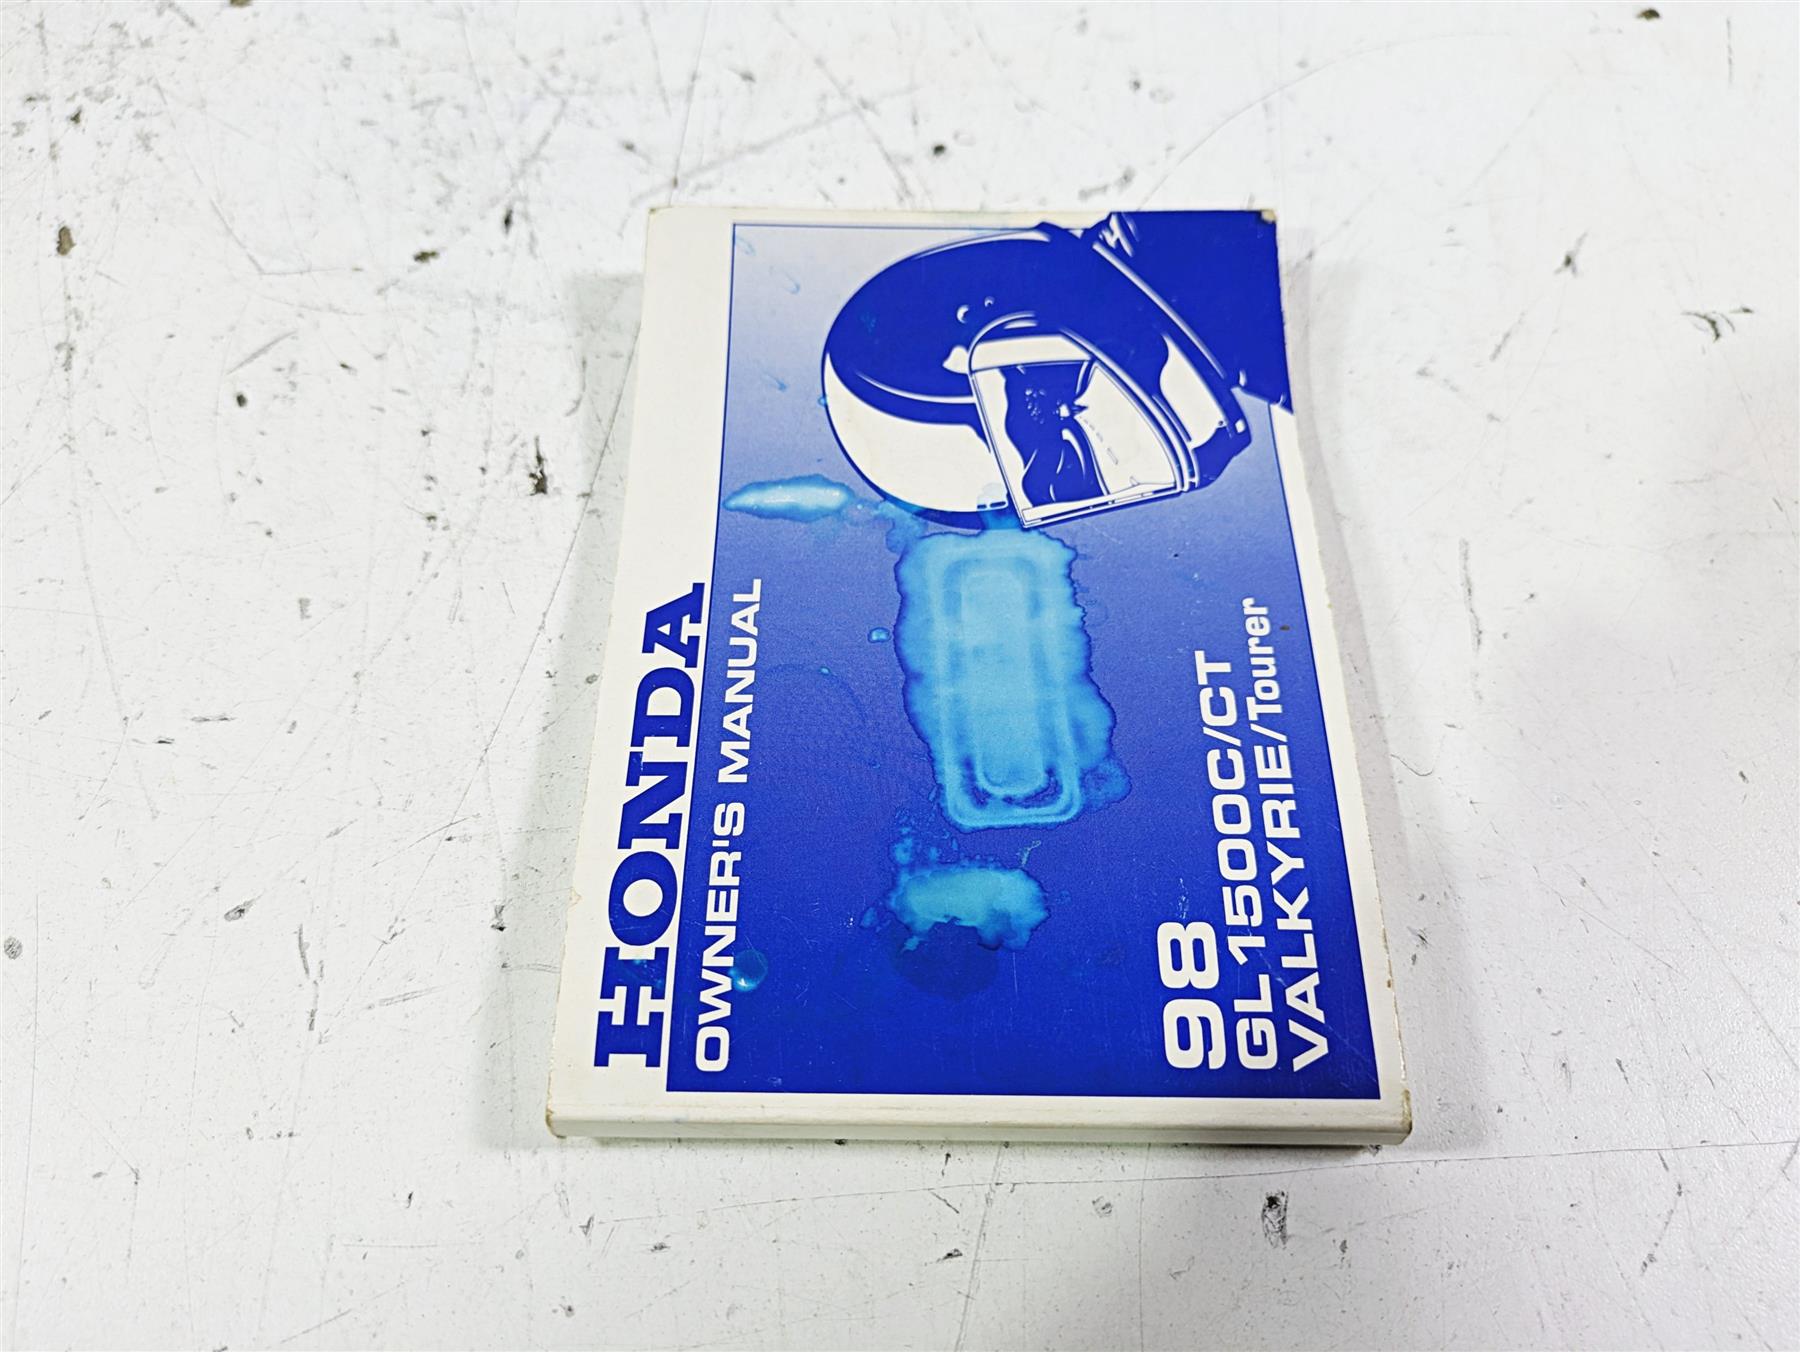 HONDA
OWNER'S MANUAL
98
GL1500C/CT
VALKYRIE/Tourer